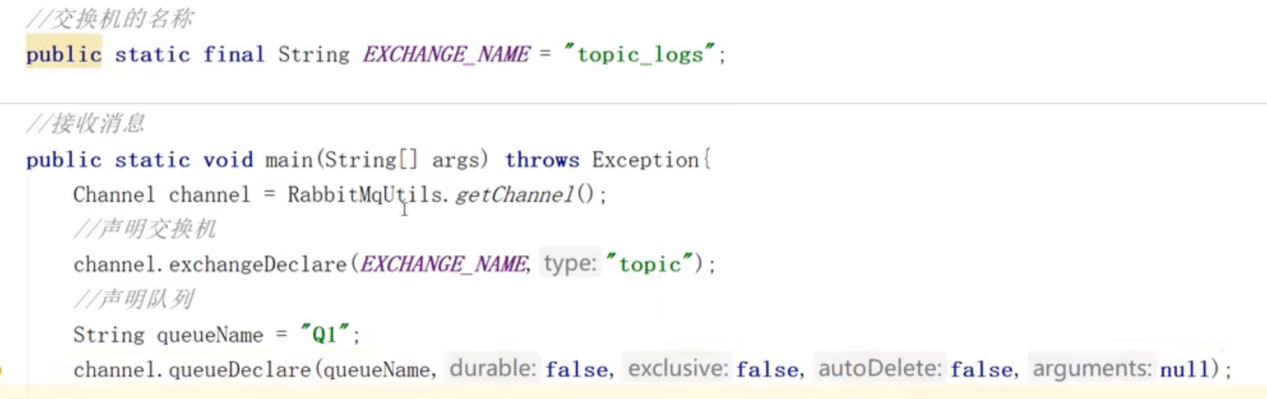 //交换机的名称
public static final String EXCHANGE_NAME = "topic_logs";
//接收消息
public static void main(String[] args) throws Exception{
Channel channel = RabbitMqUtils.getChannel();
//声明交换机
channel.exchangeDeclare(EXCHANGE_NAME, type: "topic");
//声明队列
String queueName = "Q1";
channel.queueDeclare(queueName, durable: false, exclusive: false, autoDelete: false, arguments: null);